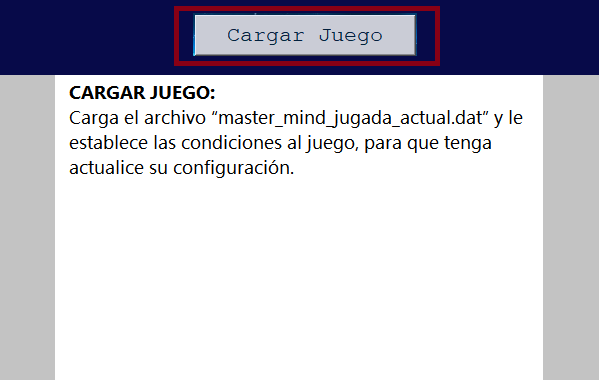 Cargar Juego
CARGAR JUEGO:
Carga el archivo “master_mind_jugada_actual.dat” y le
establece las condiciones al juego, para que tenga
actualice su configuración.